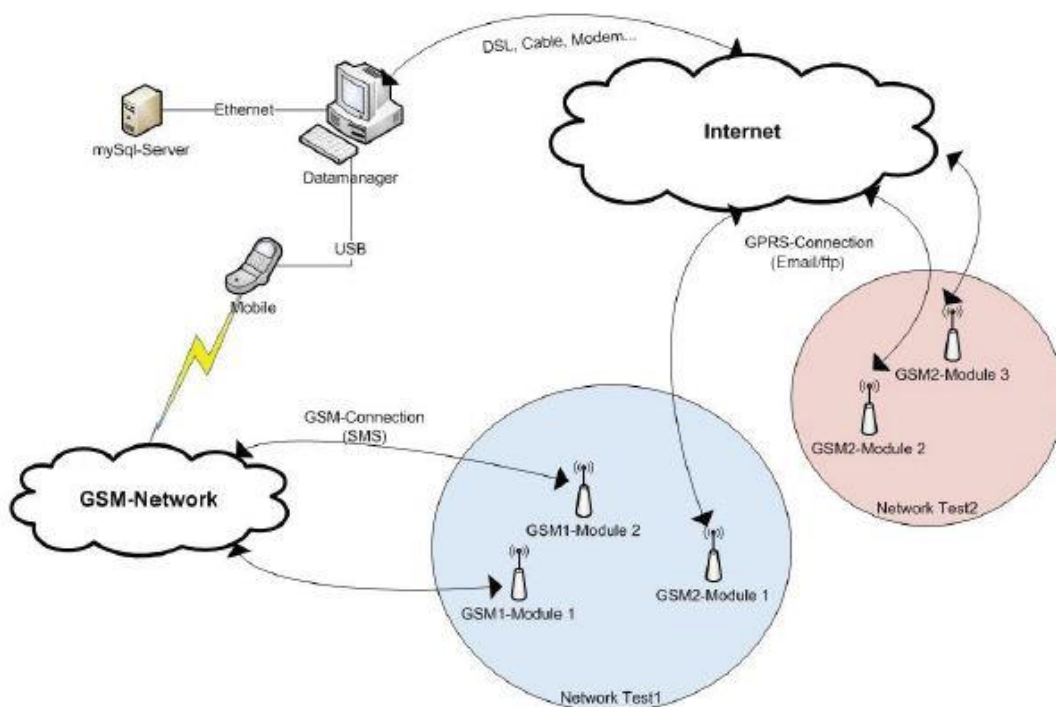 DSL, Cable, Modem...
Ethernet
mySql-Server
Datamanager
Internet
USB
Mobile
GPRS-Connection
(Email/ftp)
GSM2-Module 3
GSM2-Module 2
Network Test2
GSM-Connection
(SMS)
GSM-Network
GSM1-Module 2
GSM1-Module 1
GSM2-Module 1
Network Test1